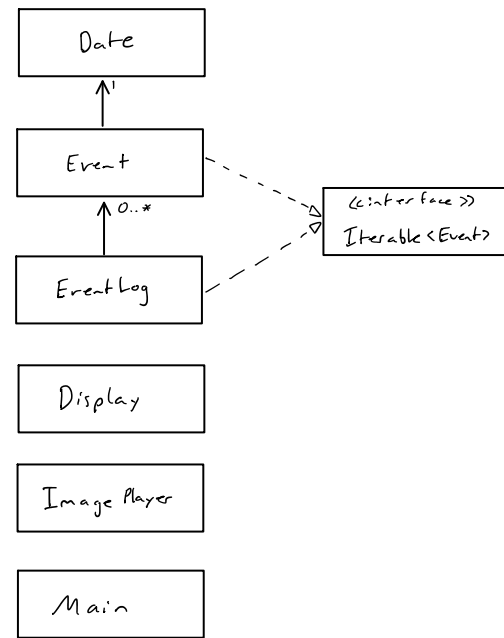 Date
1
Event
0..*
<<interface>>
Iterable<Event>
EventLog
Display
Image Player
Main